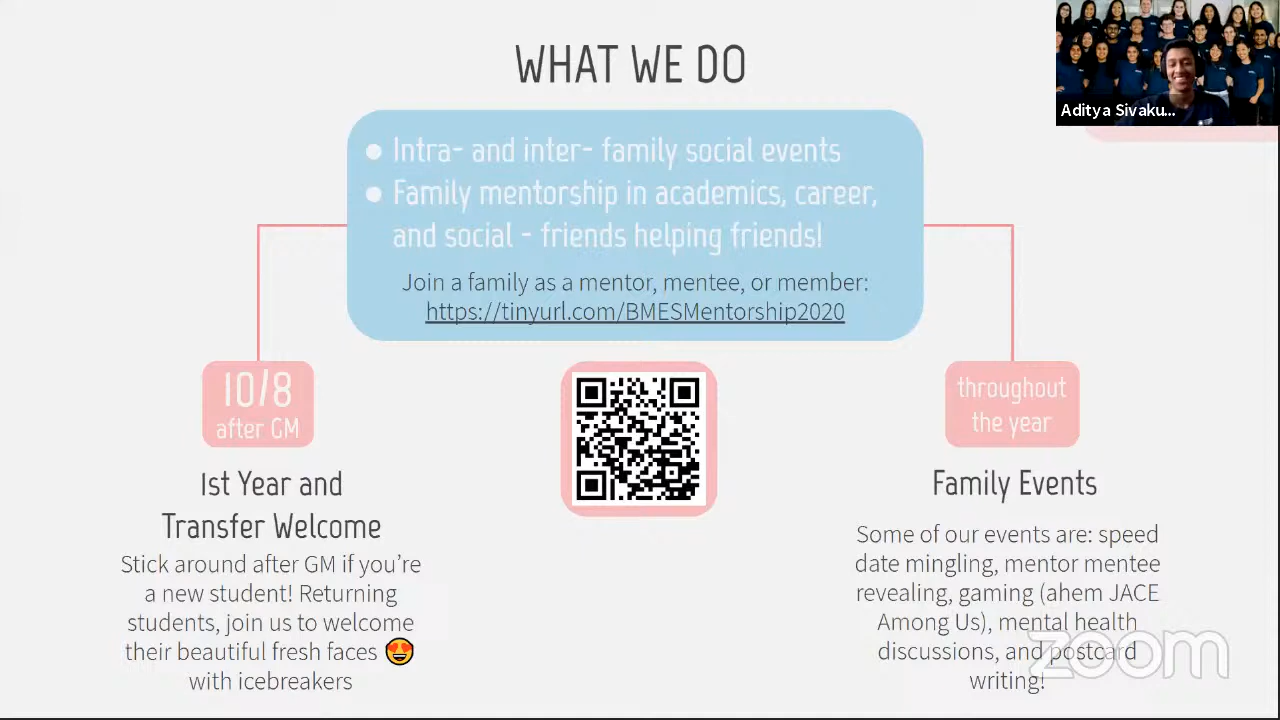 WHAT WE DO
Aditya Sivaku...
● Intra- and inter- family social events
● Family mentorship in academics, career,
and social - friends helping friends!
Join a family as a mentor, mentee, or member:
https://tinyurl.com/BMESMentorship2020
10/8
after GM
1st Year and
Transfer Welcome
Stick around after GM if you’re
a new student! Returning
students, join us to welcome
their beautiful fresh faces 😍
with icebreakers
throughout
the year
Family Events
Some of our events are: speed
date mingling, mentor mentee
revealing, gaming (ahem JACE
Among Us), mental health
discussions, and postcard
writing!
zoom